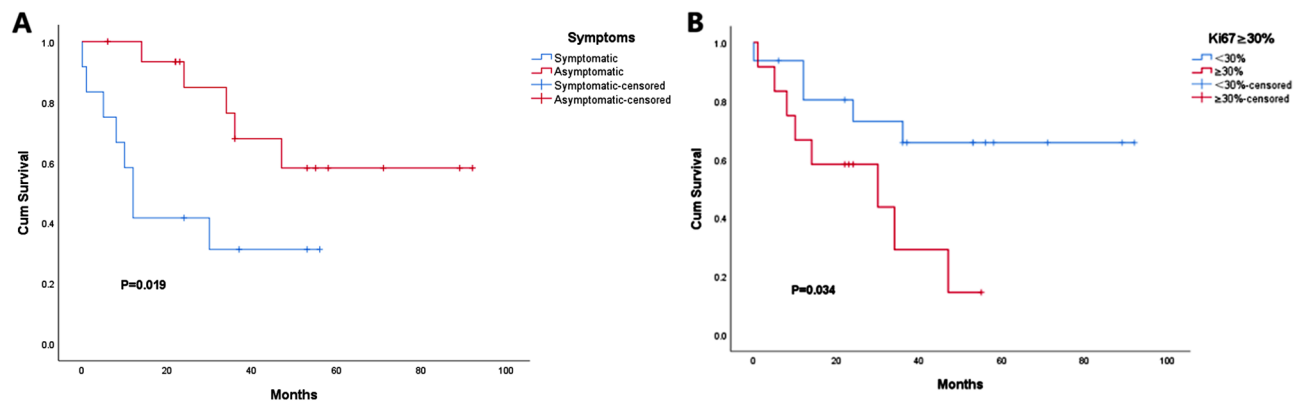 A
Symptoms
Symptomatic
Asymptomatic
Symptomatic-censored
Asymptomatic-censored
1.0
0.8
0.6
0.4
0.2
0.0
Cum Survival
P=0.019
0 20 40 60 80 100
Months
B
Ki67≥30%
<30%
≥30%
<30%-censored
≥30%-censored
1.0
0.8
0.6
0.4
0.2
0.0
Cum Survival
P=0.034
0 20 40 60 80 100
Months